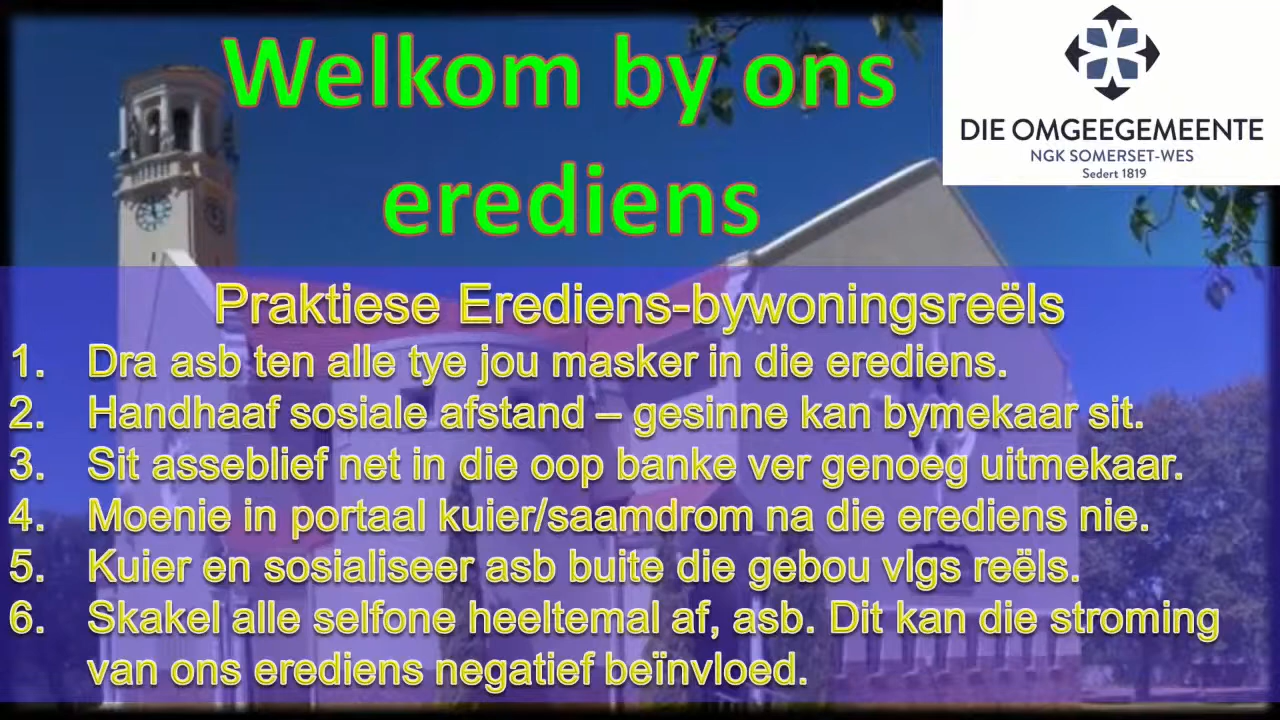 Welkom by ons
erediens
DIE OMGEEGEMEENTE
NGK SOMERSET-WES
Sedert 1819
Praktiese Erediens-bywoningsreëls
1. Dra asb ten alle tye jou masker in die erediens.
2. Handhaaf sosiale afstand – gesinne kan bymekaar sit.
3. Sit asseblief net in die oop banke ver genoeg uitmekaar.
4. Moenie in portaal kuier/saamdrom na die erediens nie.
5. Kuier en sosialiseer asb buite die gebou vlgs reëls.
6. Skakel alle selfone heeltemal af, asb. Dit kan die stroming
van ons erediens negatief beïnvloed.